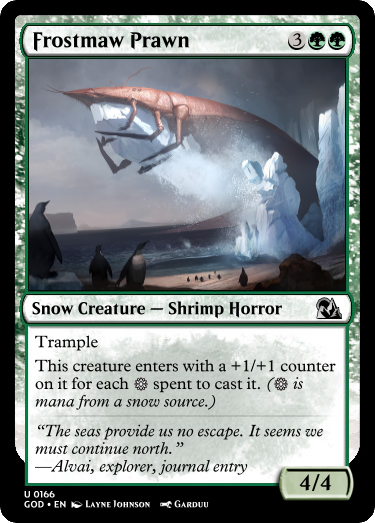 Frostmaw Prawn 3
Snow Creature — Shrimp Horror
Trample
This creature enters with a +1/+1 counter
on it for each spent to cast it. ( is
mana from a snow source.)
“The seas provide us no escape. It seems we
must continue north.”
—Alvai, explorer, journal entry
4/4
U 0166
GOD • EN Layne Johnson Garduu